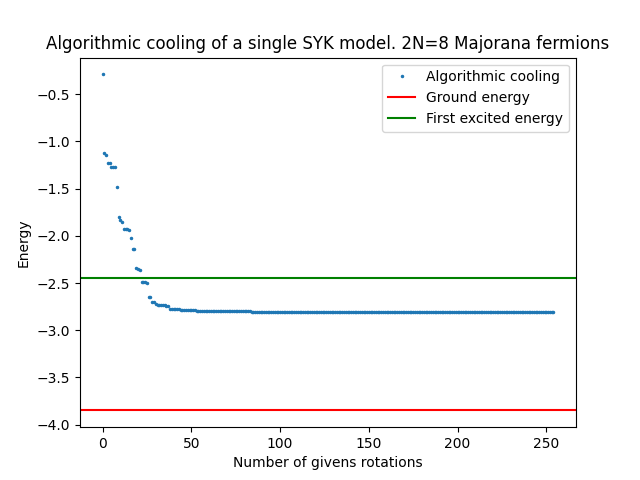 Algorithmic cooling of a single SYK model. 2N=8 Majorana fermions
Algorithmic cooling
Ground energy
First excited energy
Energy
−0.5
−1.0
−1.5
−2.0
−2.5
−3.0
−3.5
−4.0
0 50 100 150 200 250
Number of givens rotations